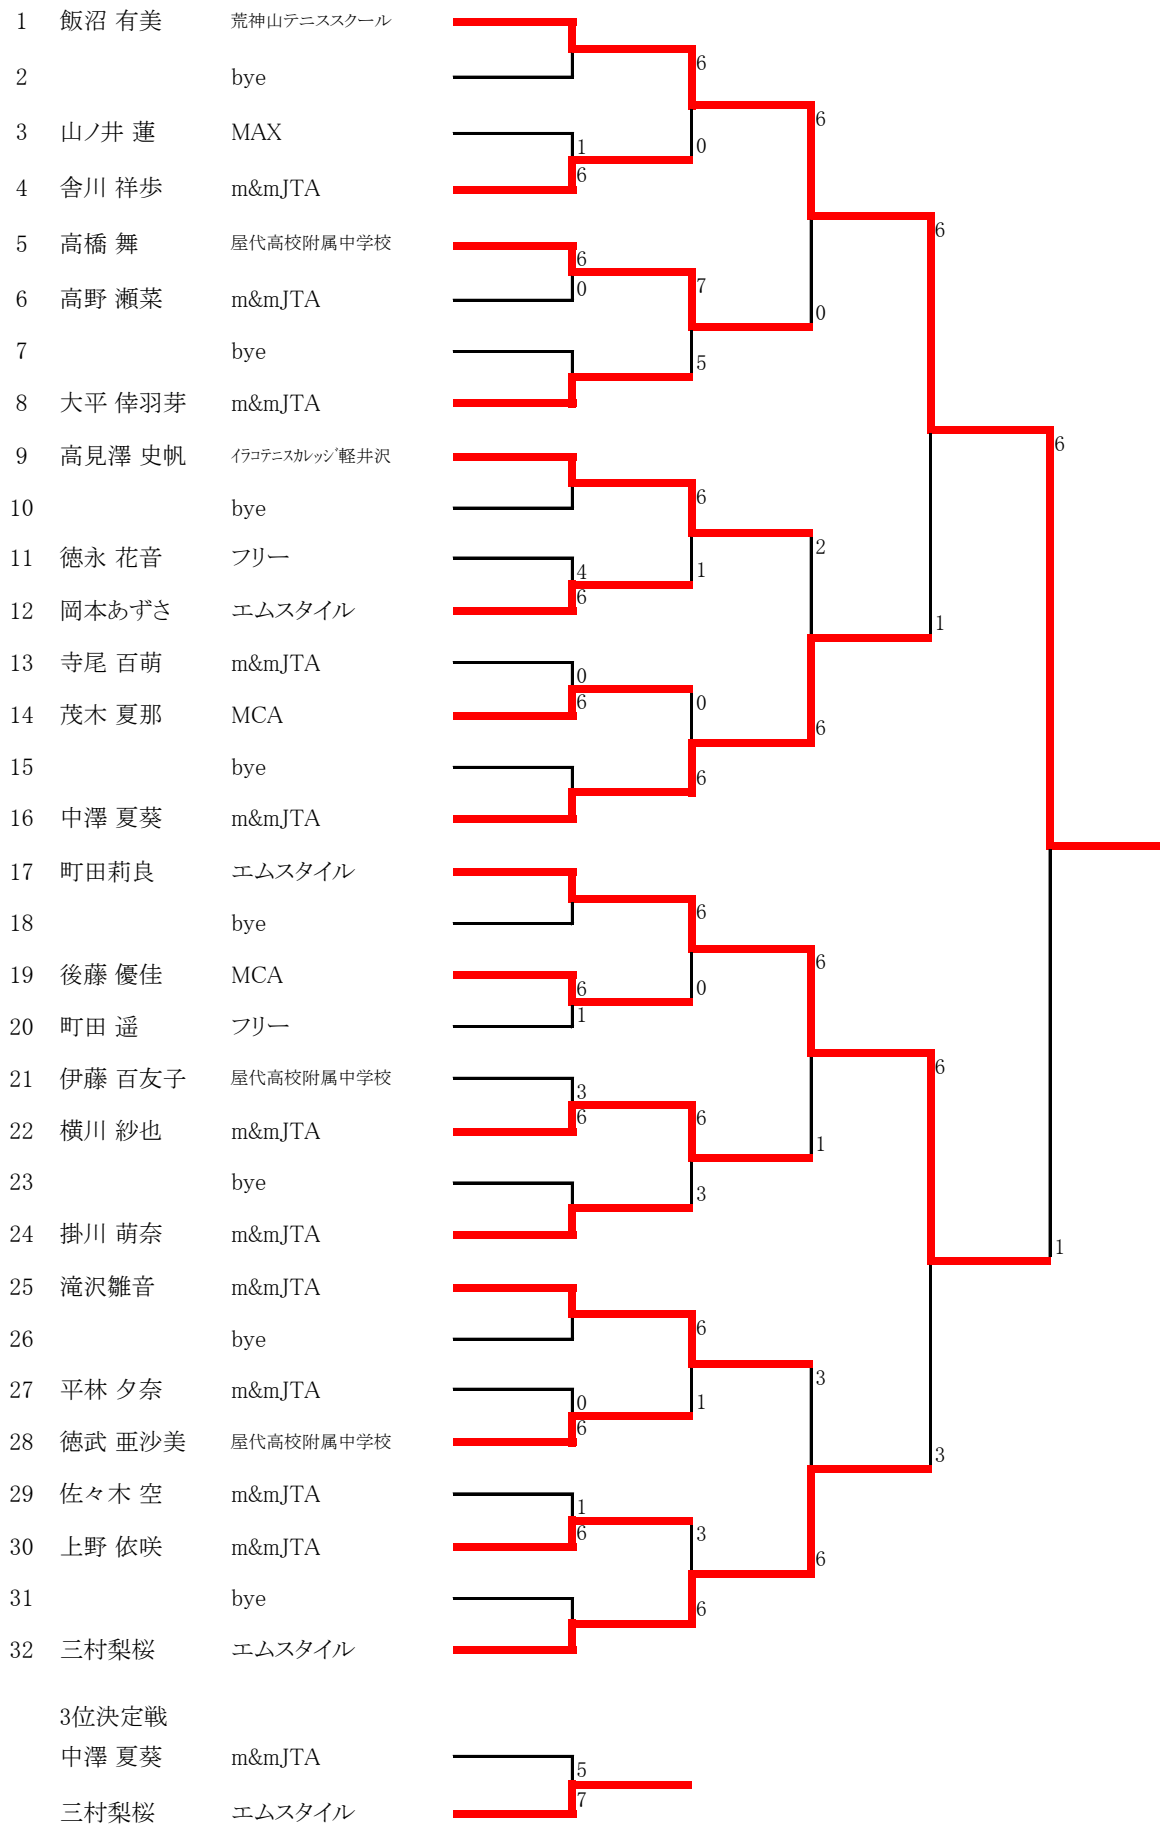 1 飯沼 有美 荒神山テニススクール
6
2 bye
6
3 山ノ井 蓮 MAX
1 0
6
4 舎川 祥歩 m&mJTA
6
5 高橋 舞 屋代高校附属中学校
6
7
0
6 高野 瀬菜 m&mJTA
0
7 bye
5
8 大平 倖羽芽 m&mJTA
6
9 高見澤 史帆 イラコテニスカレッジ軽井沢
6
10 bye
2
11 徳永 花音 フリー
4 1
6
12 岡本あずさ エムスタイル
1
13 寺尾 百萌 m&mJTA
0
6 0
14 茂木 夏那 MCA
6
15 bye
6
16 中澤 夏葵 m&mJTA
17 町田莉良 エムスタイル
6
18 bye
6
19 後藤 優佳 MCA
6 0
1
20 町田 遥 フリー
6
21 伊藤 百友子 屋代高校附属中学校
3
6 6
22 横川 紗也 m&mJTA
1
23 bye
3
24 掛川 萌奈 m&mJTA
1
25 滝沢雛音 m&mJTA
6
26 bye
3
27 平林 夕奈 m&mJTA
0 1
6
28 徳武 亜沙美 屋代高校附属中学校
3
29 佐々木 空 m&mJTA
1
6 3
30 上野 依咲 m&mJTA
6
31 bye
6
32 三村梨桜 エムスタイル
3位決定戦
中澤 夏葵 m&mJTA
5
7
三村梨桜 エムスタイル